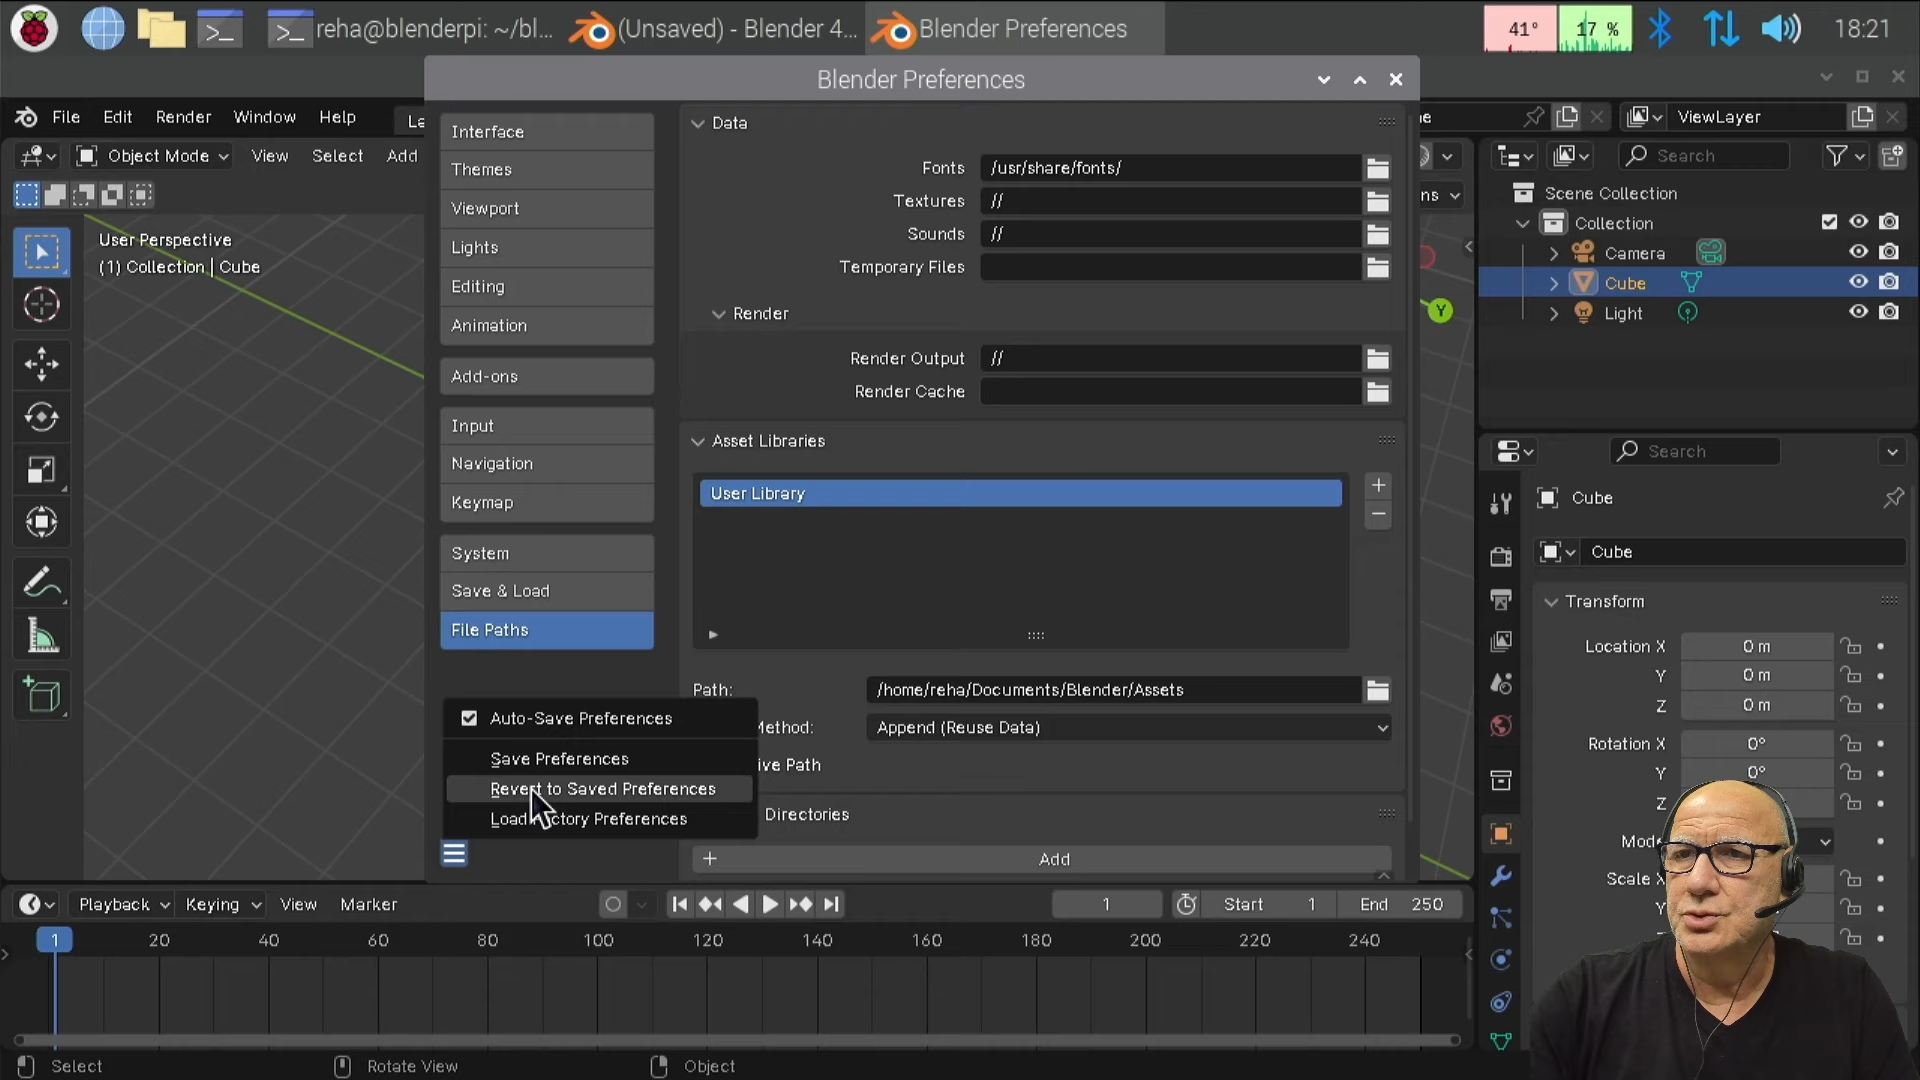 reha@blenderpi: ~/bl...
(Unsaved) - Blender 4...
Blender Preferences
41°
17 %
18:21
Blender Preferences
File
Edit
Render
Window
Help
La
ViewLayer
Object Mode
View
Select
Add
Search
User Perspective
(1) Collection | Cube
Interface
Themes
Viewport
Lights
Editing
Animation
Add-ons
Input
Navigation
Keymap
System
Save & Load
File Paths
Auto-Save Preferences
Save Preferences
Revert to Saved Preferences
Data
Fonts
/usr/share/fonts/
Textures
//
Sounds
//
Temporary Files
Render
Render Output
//
Render Cache
Asset Libraries
User Library
Path:
/home/reha/Documents/Blender/Assets
Method:
Append (Reuse Data)
ive Path
Directories
Add
ns
Y
Scene Collection
Collection
Camera
Cube
Light
Search
Cube
Cube
Transform
Location X
0 m
Y
0 m
Z
0 m
Rotation X
0°
Y
0°
Z
Mode
Scale X
Y
Load
ctory Preferences
Playback
Keying
View
Marker
1
Start
1
End
250
1
20
40
60
80
100
120
140
160
180
200
220
240
Select
Rotate View
Object